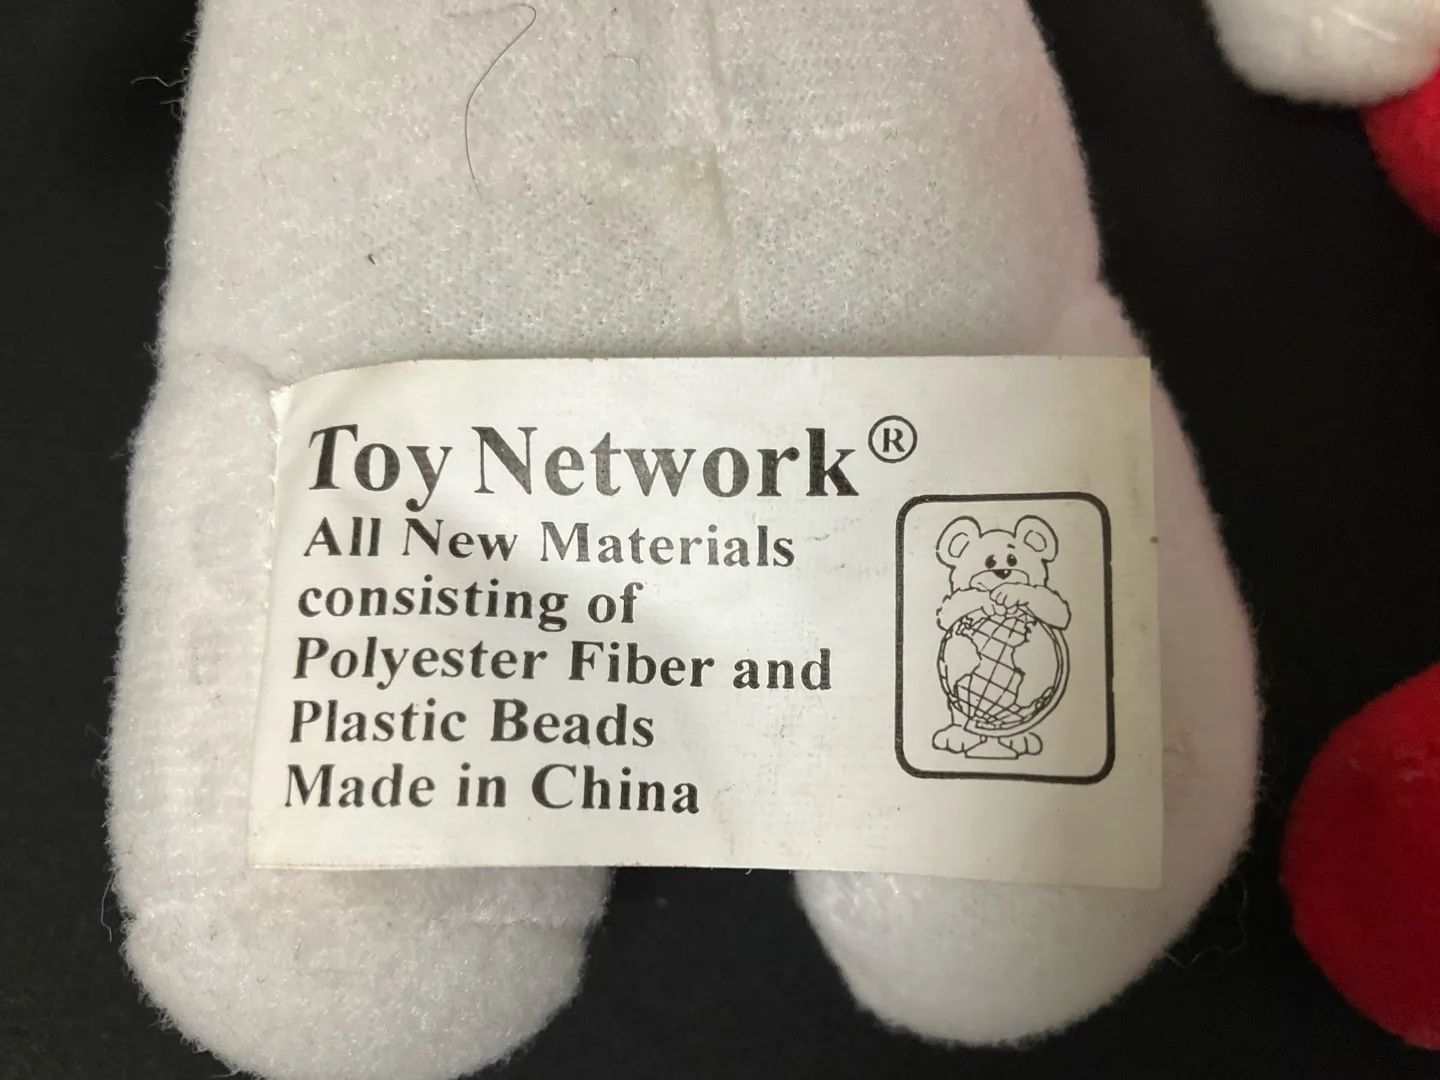 Toy Network®
All New Materials
consisting of
Polyester Fiber and
Plastic Beads
Made in China